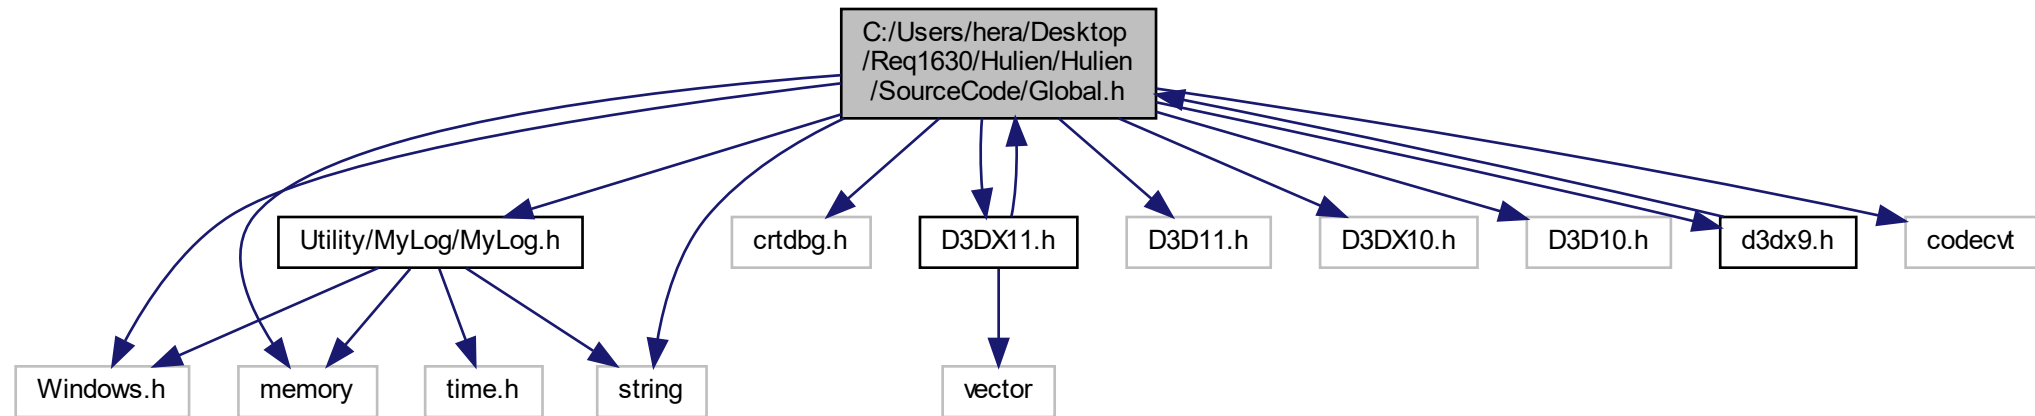 C:/Users/hera/Desktop
/Req1630/Hulien/Hulien
/SourceCode/Global.h
Utility/MyLog/MyLog.h
crtdbg.h
D3DX11.h
D3D11.h
D3DX10.h
D3D10.h
d3dx9.h
codecvt
Windows.h
memory
time.h
string
vector